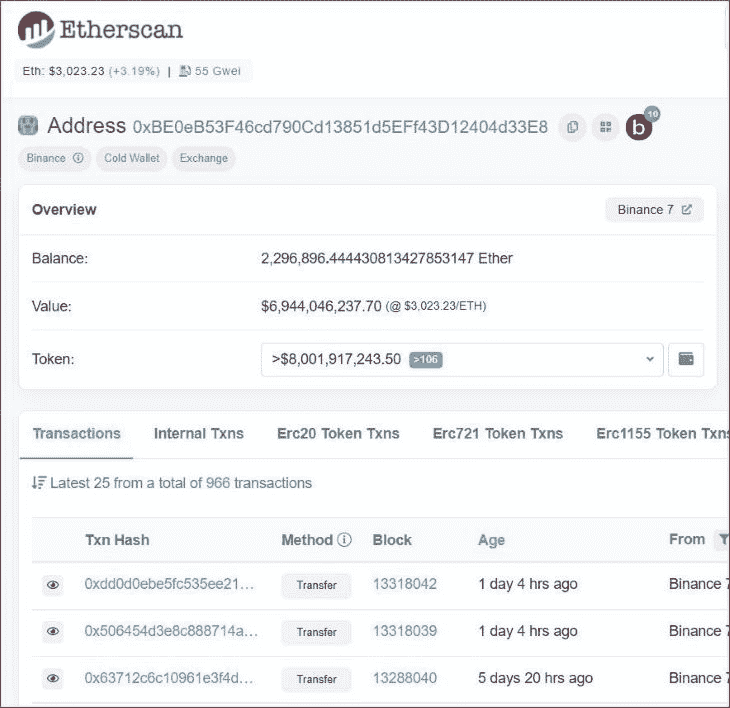 Etherscan
Eth: $3,023.23 (+3.19%) | 55 Gwei
Address 0xBE0eB53F46cd790Cd13851d5EFf43D12404d33E8
b 10
Binance Cold Wallet Exchange
Overview Binance 7
Balance: 2,296,896.444430813427853147 Ether
Value: $6,944,046,237.70 (@ $3,023.23/ETH)
Token: >$8,001,917,243.50 >106
Transactions Internal Txns Erc20 Token Txns Erc721 Token Txns Erc1155 Token Txns
Latest 25 from a total of 966 transactions
Txn Hash Method Block Age From
0xdd0d0ebe5fc535ee21... Transfer 13318042 1 day 4 hrs ago Binance 7
0x506454d3e8c888714a... Transfer 13318039 1 day 4 hrs ago Binance 7
0x63712c6c10961e3f4d... Transfer 13288040 5 days 20 hrs ago Binance 7